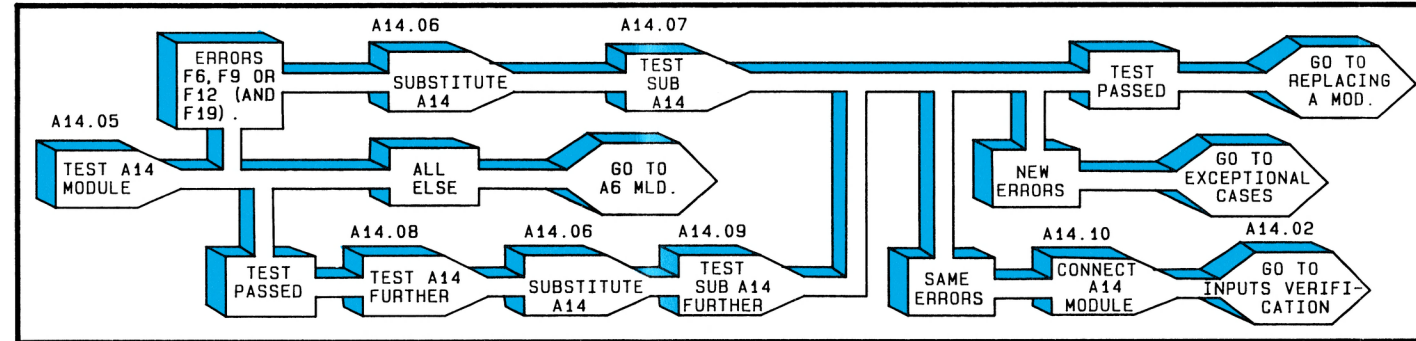 A14.06
A14.07
ERRORS
F6, F9 OR
F12 (AND
F19).
SUBSTITUTE
A14
TEST
SUB
A14
TEST
PASSED
GO TO
REPLACING
A MOD.
A14.05
TEST A14
MODULE
ALL
ELSE
GO TO
A6 MLD.
NEW
ERRORS
GO TO
EXCEPTIONAL
CASES
A14.08
A14.06
A14.09
A14.10
A14.02
TEST
PASSED
TEST A14
FURTHER
SUBSTITUTE
A14
TEST
SUB A14
FURTHER
SAME
ERRORS
CONNECT
A14
MODULE
GO TO
INPUTS VERIFI-
CATION